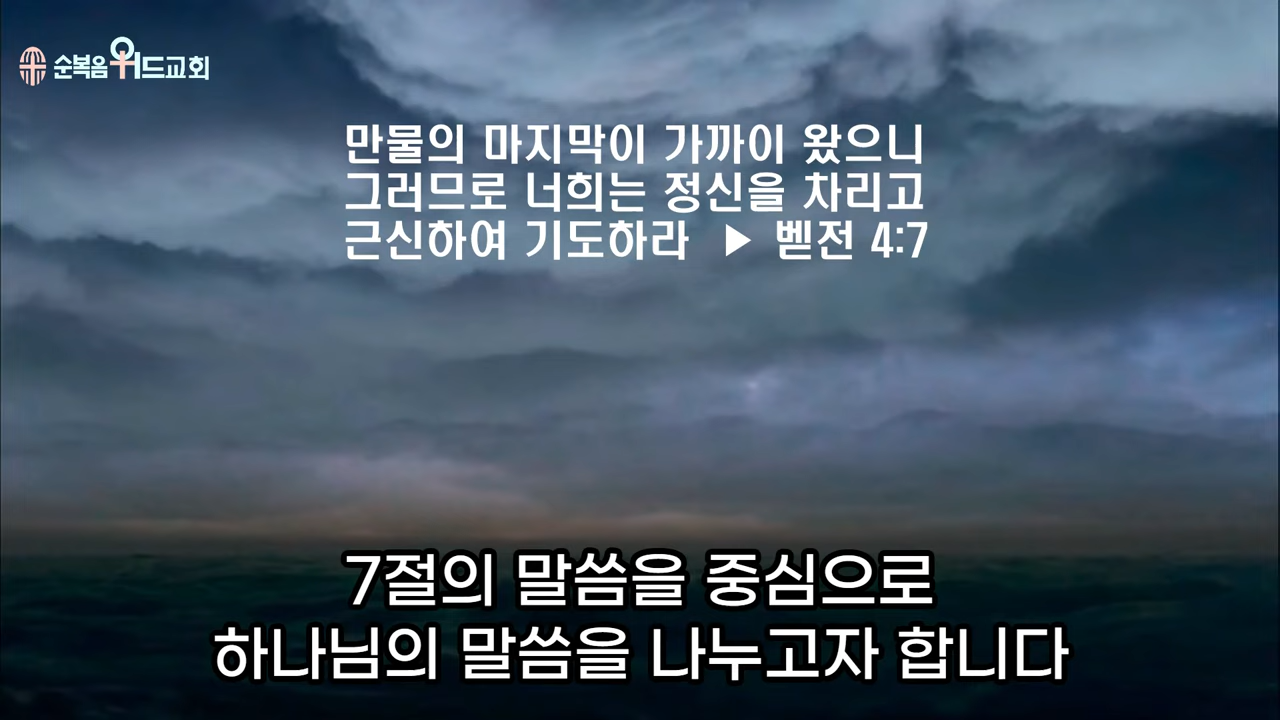 순복음위드교회
만물의 마지막이 가까이 왔으니
그러므로 너희는 정신을 차리고
근신하여 기도하라 ▶ 벧전 4:7
7절의 말씀을 중심으로
하나님의 말씀을 나누고자 합니다